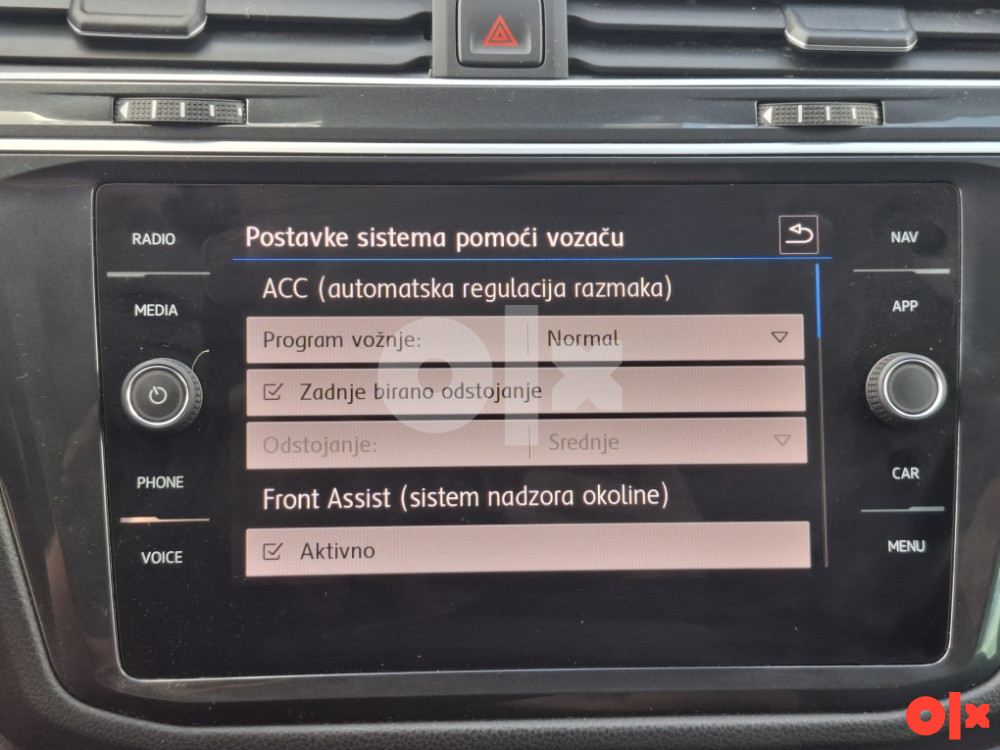 RADIO
MEDIA
PHONE
VOICE
Postavke sistema pomoći vozaču
ACC (automatska regulacija razmaka)
Program vožnje: Normal
Zadnje birano odstojanje
Odstojanje: Srednje
Front Assist (sistem nadzora okoline)
Aktivno
NAV
APP
CAR
MENU
olx
olx